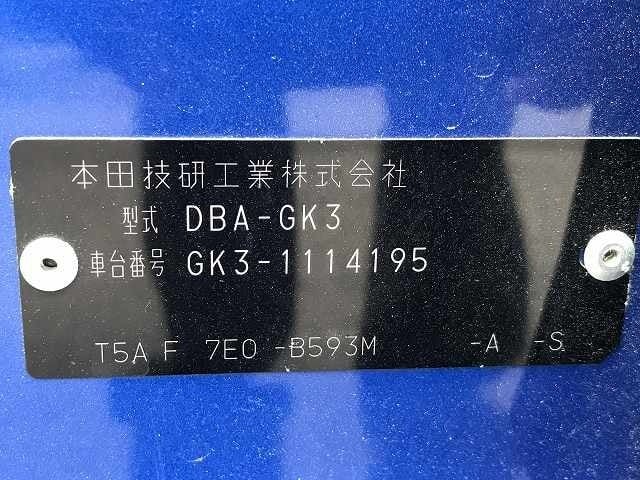 本田技研工業株式会社
型式 DBA-GK3
車台番号 GK3-1114195
T5A F 7E0 -B593M -A -S